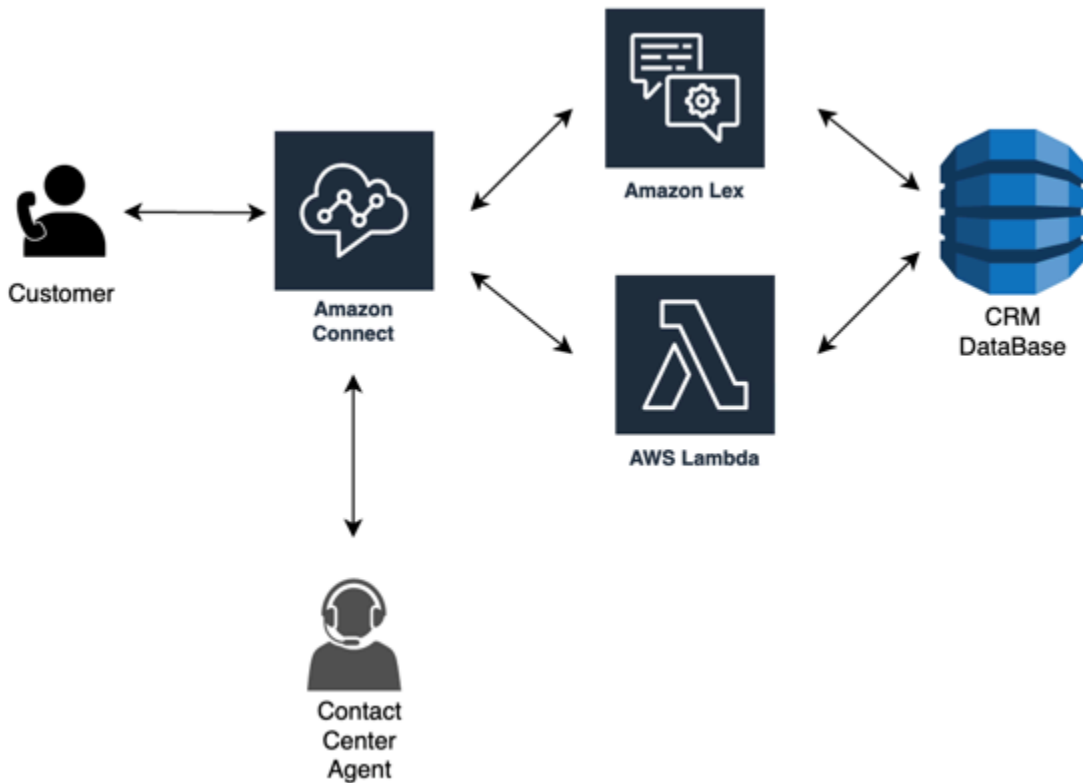 Amazon Lex
Customer
Amazon
Connect
CRM
DataBase
AWS Lambda
Contact
Center
Agent